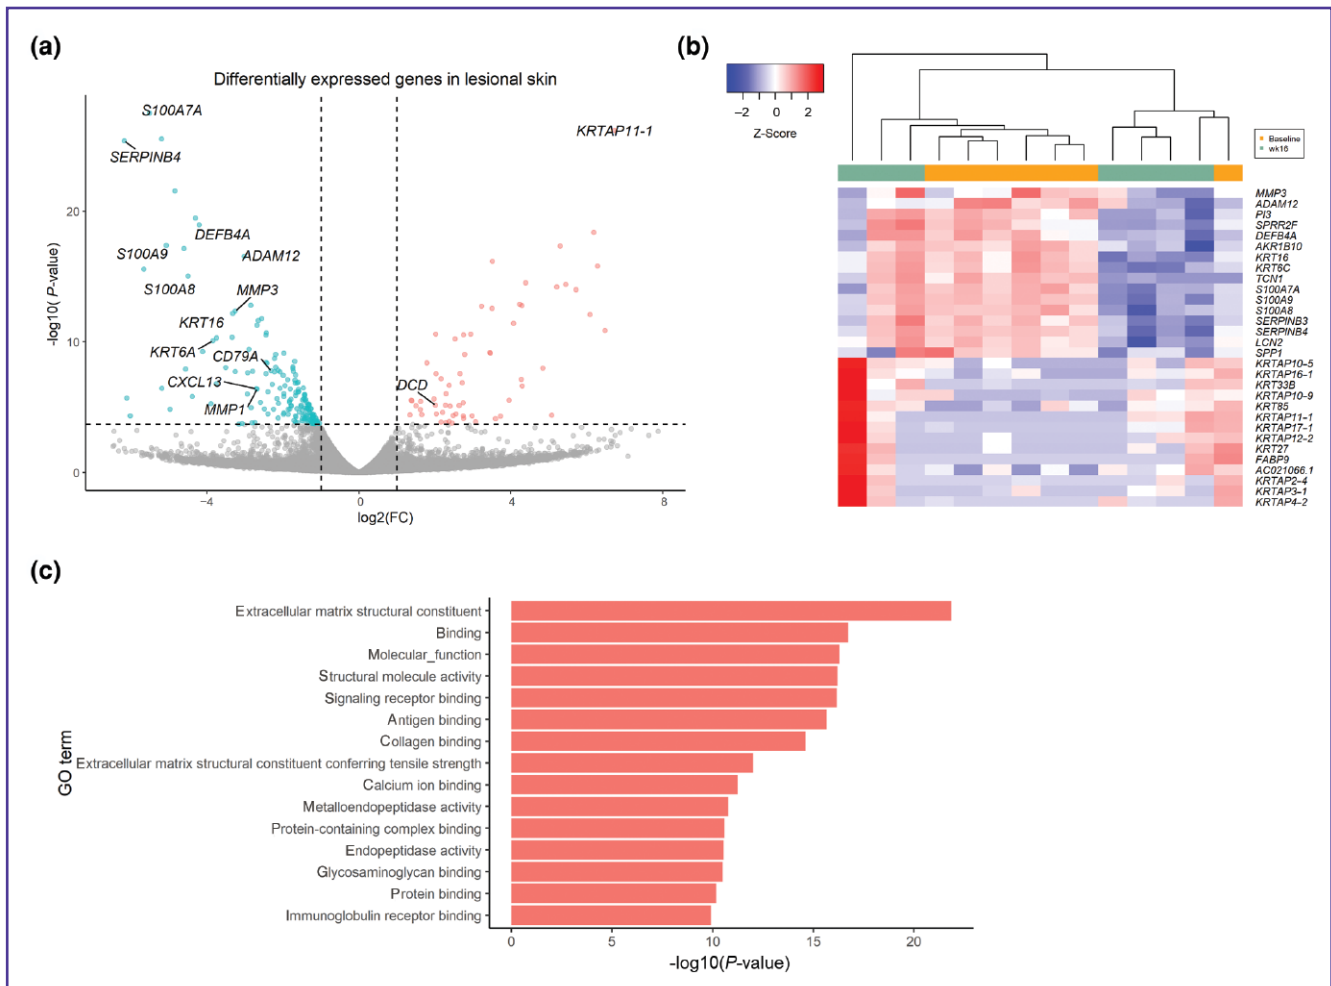 (a)
Differentially expressed genes in lesional skin
S100A7A
SERPINB4
KRTAP11-1
DEFB4A
S100A9
ADAM12
S100A8
MMP3
KRT16
KRT6A
CD79A
CXCL13
DCD
MMP1
-log10( P-value)
20
10
0
−4
0
4
8
log2(FC)
(b)
−2
0
2
Z-Score
Baseline
wk16
MMP3
ADAM12
PI3
SPRR2F
DEFB4A
AKR1B10
KRT16
KRT6C
TCN1
S100A7A
S100A9
S100A8
SERPINB3
SERPINB4
LCN2
SPP1
KRTAP10-5
KRTAP16-1
KRT33B
KRTAP10-9
KRT85
KRTAP11-1
KRTAP17-1
KRTAP12-2
KRT27
FABP9
AC021066.1
KRTAP2-4
KRTAP3-1
KRTAP4-2
(c)
GO term
Extracellular matrix structural constituent
Binding
Molecular_function
Structural molecule activity
Signaling receptor binding
Antigen binding
Collagen binding
Extracellular matrix structural constituent conferring tensile strength
Calcium ion binding
Metalloendopeptidase activity
Protein-containing complex binding
Endopeptidase activity
Glycosaminoglycan binding
Protein binding
Immunoglobulin receptor binding
0
5
10
15
20
-log10(P-value)